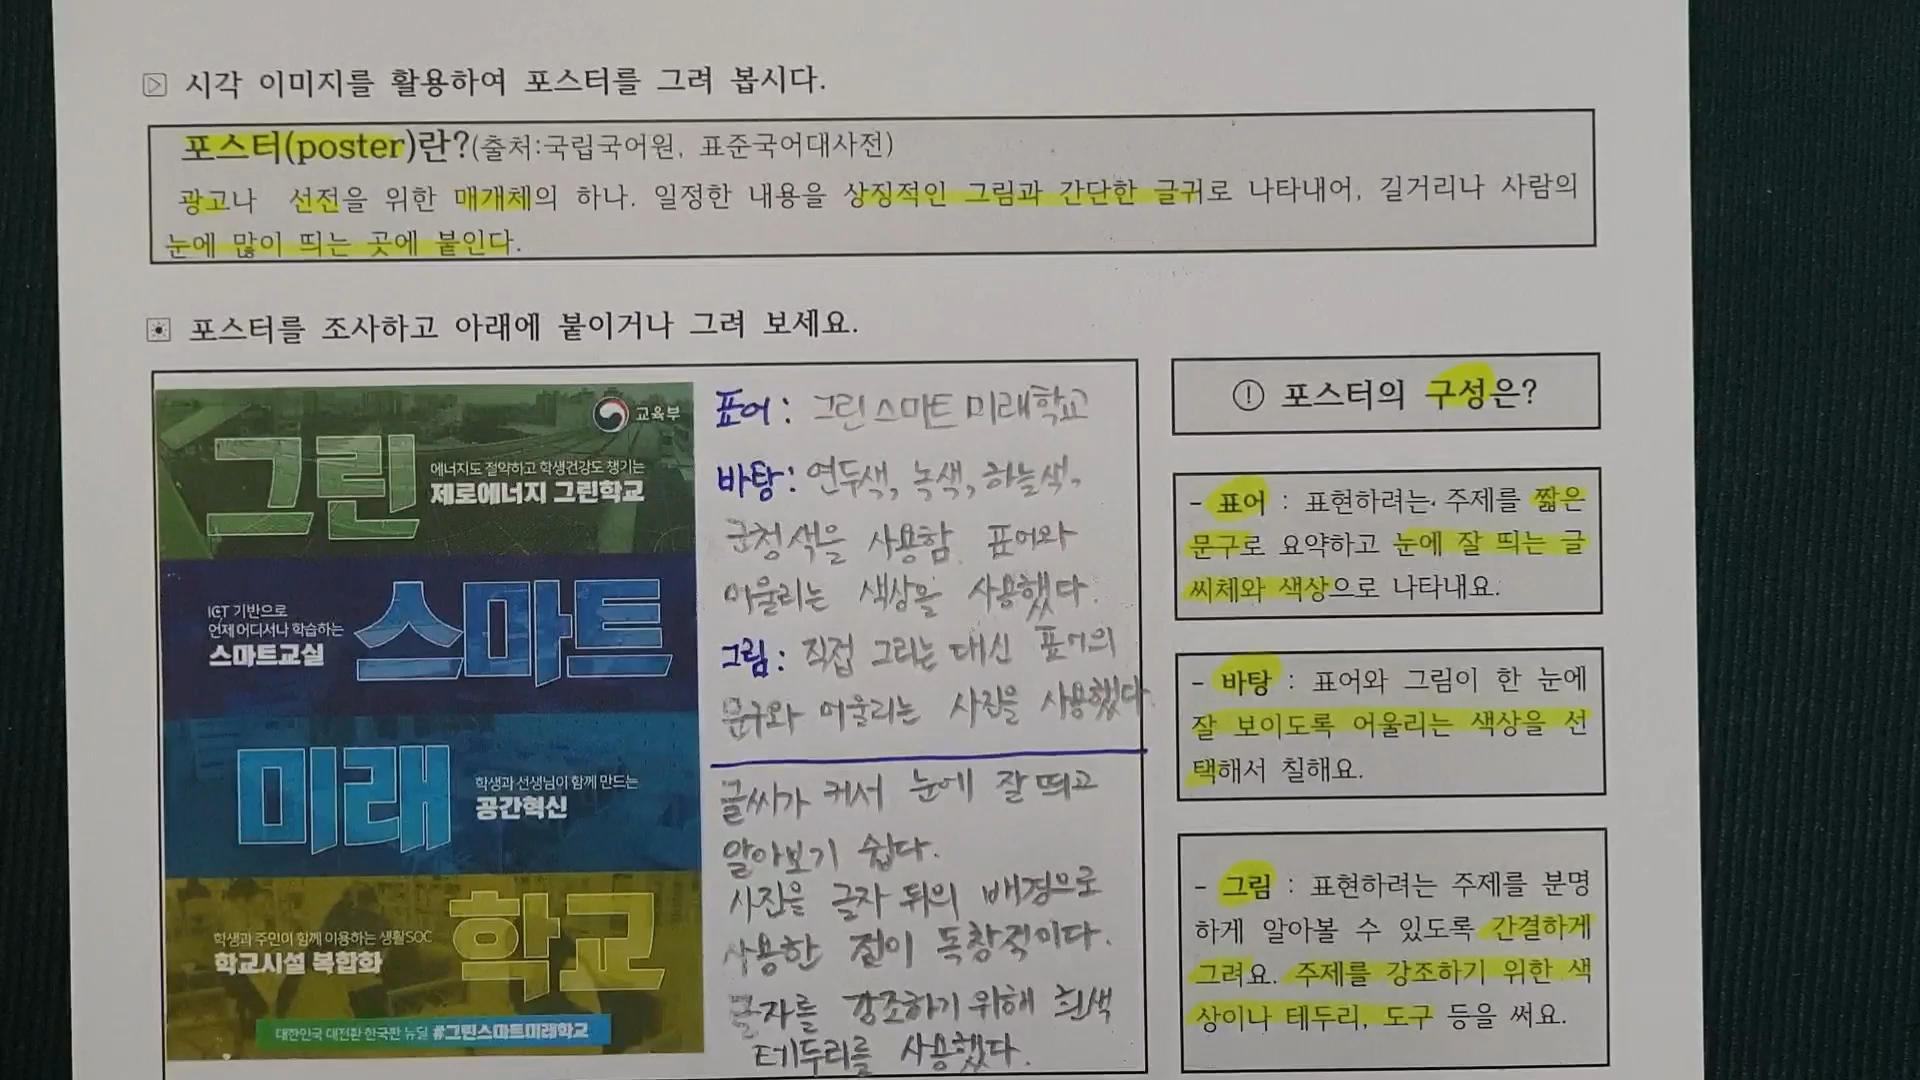 시각 이미지를 활용하여 포스터를 그려 봅시다.
포스터(poster)란?(출처:국립국어원, 표준국어대사전)
광고나 선전을 위한 매개체의 하나. 일정한 내용을 상징적인 그림과 간단한 글귀로 나타내어, 길거리나 사람의
눈에 많이 띄는 곳에 붙인다.
포스터를 조사하고 아래에 붙이거나 그려 보세요.
교육부
그린
에너지도 절약하고 학생건강도 챙기는
제로에너지 그린학교
ICT 기반으로
언제 어디서나 학습하는
스마트교실
스마트
미래
학생과 선생님이 함께 만드는
공간혁신
학생과 주민이 함께 이용하는 생활SOC
학교시설 복합화
학교
대한민국 대전환 한국판 뉴딜 #그린스마트미래학교
표어: 그린 스마트 미래학교
바탕: 연두색, 녹색, 하늘색,
군청색을 사용함. 표어와
어울리는 색상을 사용했다.
그림: 직접 그리는 대신 표어의
문구와 어울리는 사진을 사용했다
글씨가 커서 눈에 잘 띄고
알아보기 쉽다.
사진을 글자 뒤의 배경으로
사용한 점이 독창적이다.
글자를 강조하기 위해 흰색
테두리를 사용했다.
! 포스터의 구성은?
- 표어 : 표현하려는 주제를 짧은
문구로 요약하고 눈에 잘 띄는 글
씨체와 색상으로 나타내요.
- 바탕 : 표어와 그림이 한 눈에
잘 보이도록 어울리는 색상을 선
택해서 칠해요.
- 그림 : 표현하려는 주제를 분명
하게 알아볼 수 있도록 간결하게
그려요. 주제를 강조하기 위한 색
상이나 테두리, 도구 등을 써요.